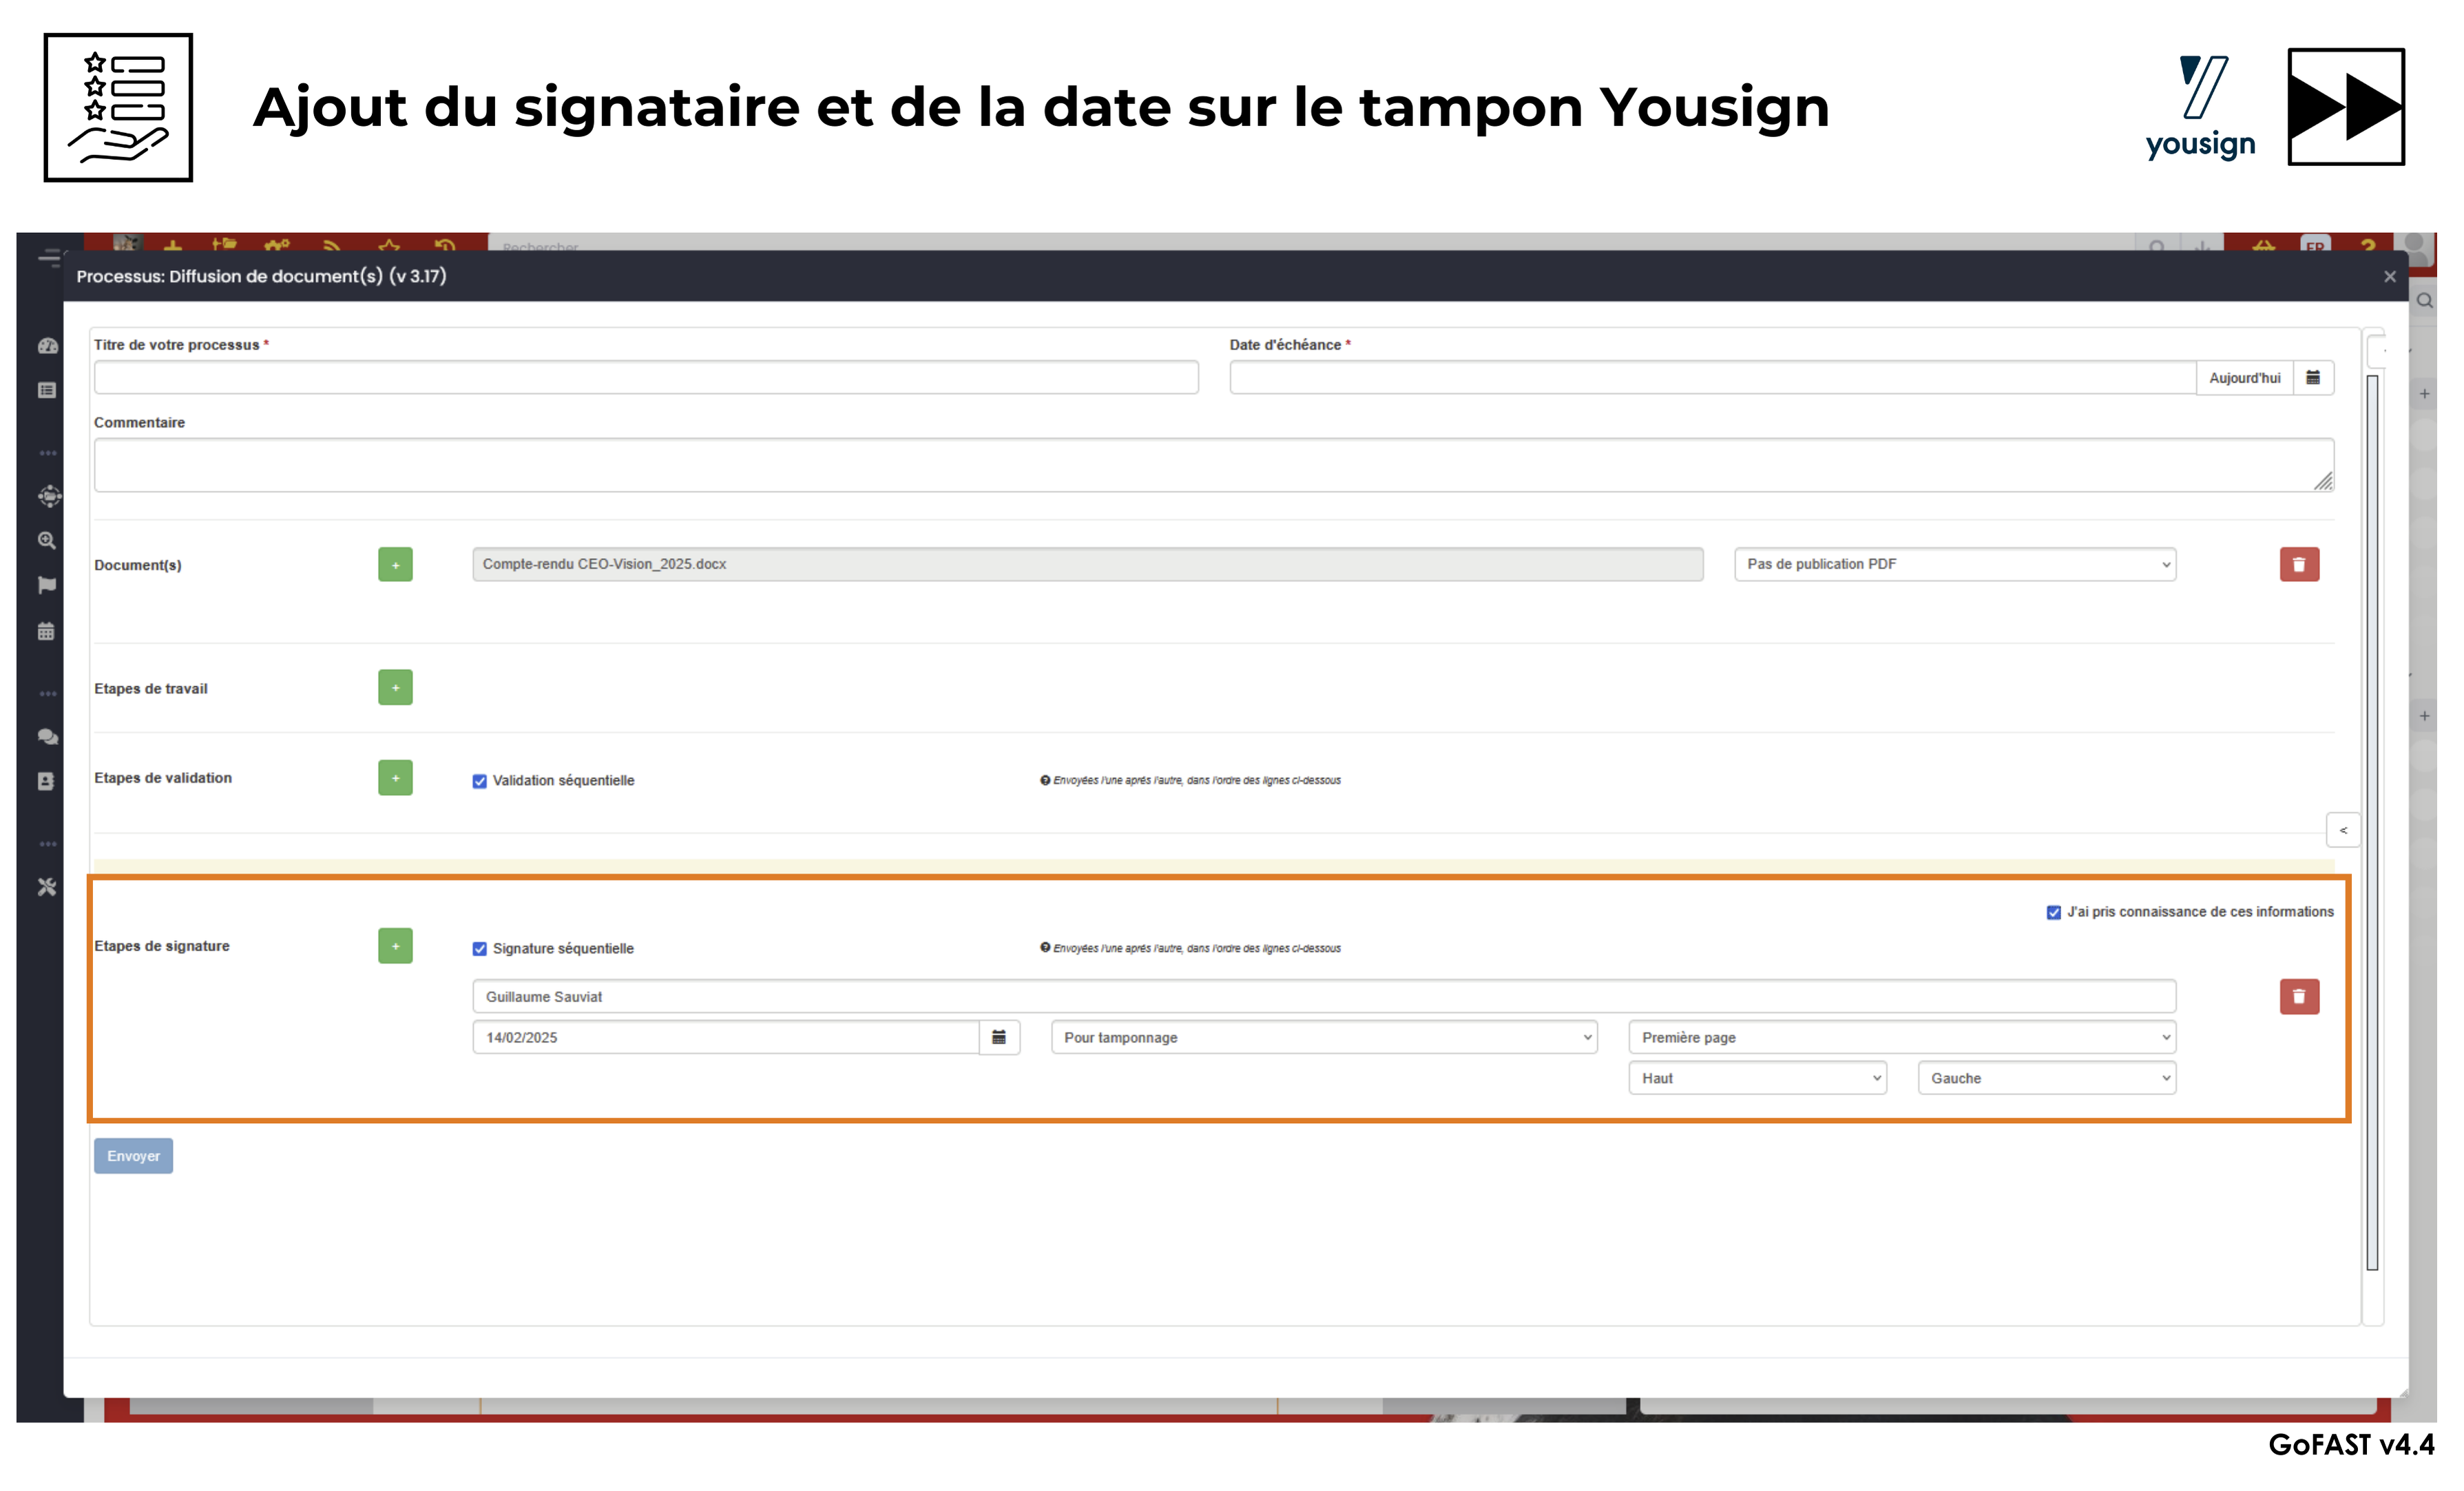 Ajout du signataire et de la date sur le tampon Yousign
yousign
Rechercher
FR
Processus: Diffusion de document(s) (v 3.17)
Titre de votre processus *
Date d'échéance *
Aujourd'hui
Commentaire
Document(s)
+
Compte-rendu CEO-Vision_2025.docx
Pas de publication PDF
Etapes de travail
+
Etapes de validation
+
Validation séquentielle
Envoyées l'une aprés l'autre, dans l'ordre des lignes ci-dessous
<
J'ai pris connaissance de ces informations
Etapes de signature
+
Signature séquentielle
Envoyées l'une aprés l'autre, dans l'ordre des lignes ci-dessous
Guillaume Sauviat
14/02/2025
Pour tamponnage
Première page
Haut
Gauche
Envoyer
GoFAST v4.4